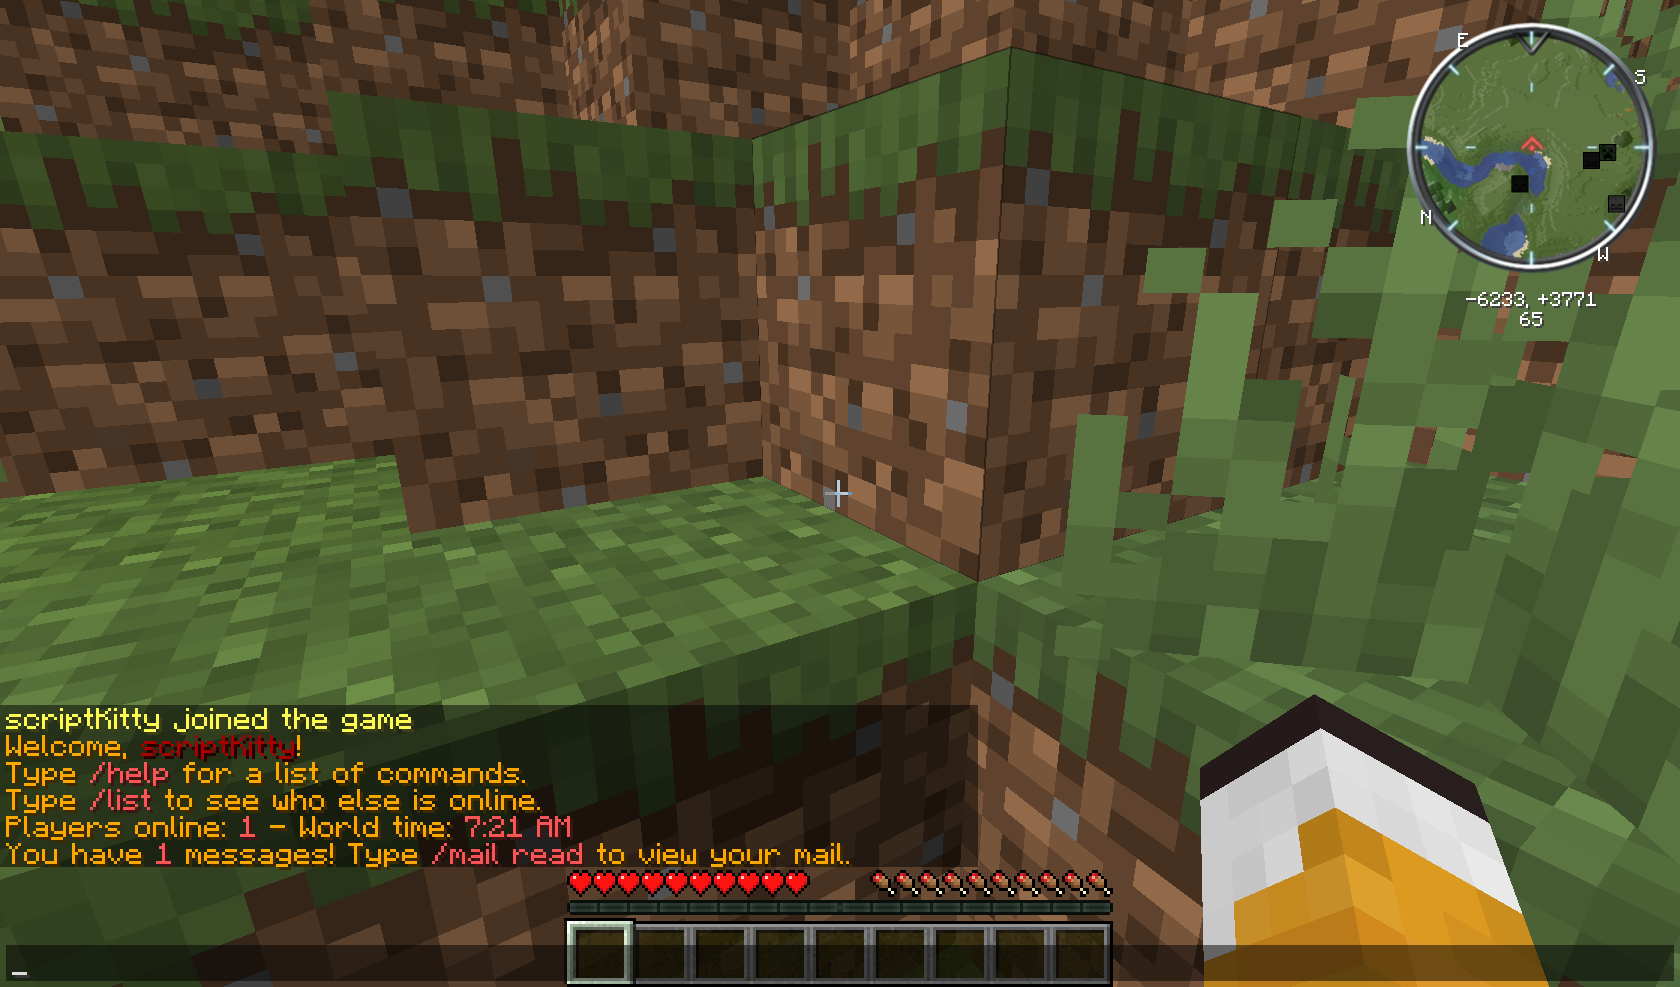 E
S
N
W
-6233, +3771
65
scriptKitty joined the game
Welcome, scriptKitty!
Type /help for a list of commands.
Type /list to see who else is online.
Players online: 1 - World time: 7:21 AM
You have 1 messages! Type /mail read to view your mail.
_